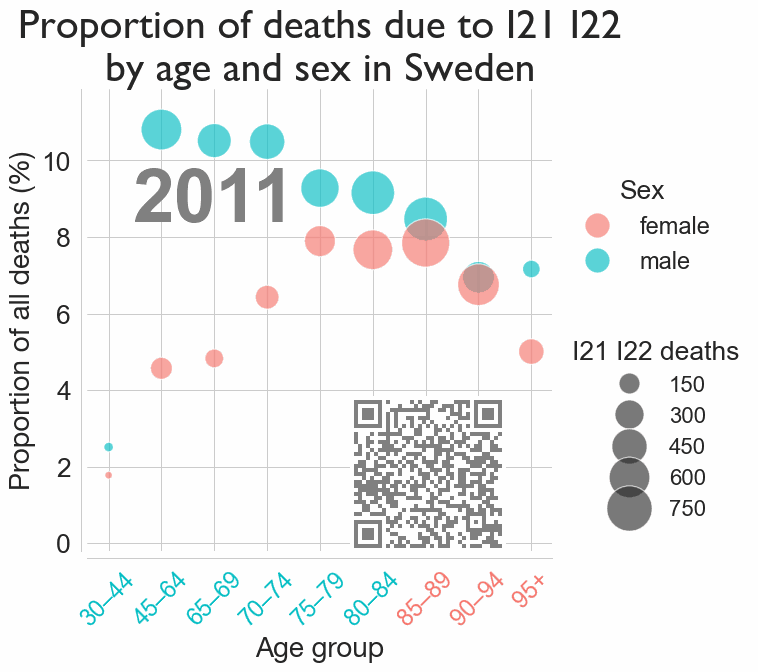 Proportion of deaths due to I21 I22
by age and sex in Sweden
Proportion of all deaths (%)
10
8
6
4
2
0
2011
30–44
45–64
65–69
70–74
75–79
80–84
85–89
90–94
95+
Age group
Sex
female
male
I21 I22 deaths
150
300
450
600
750